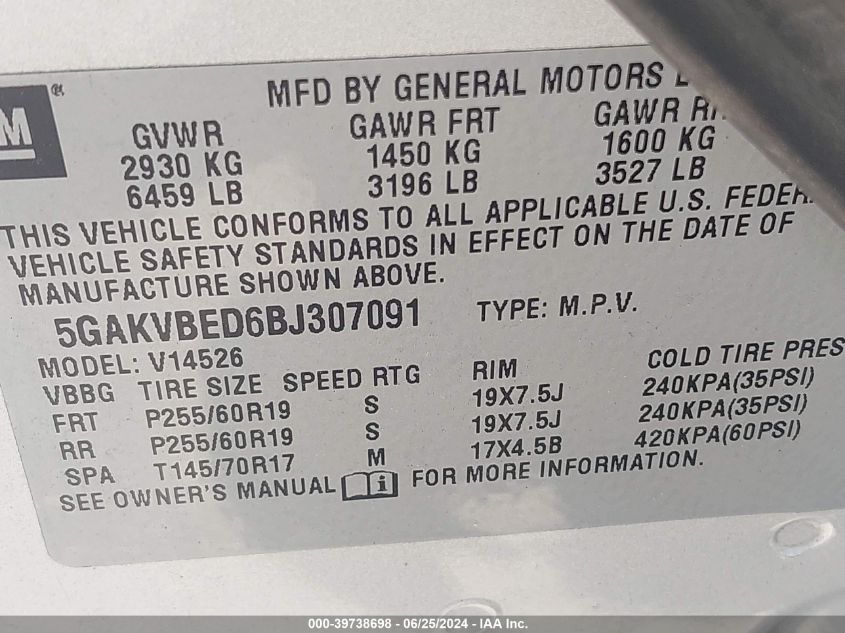 M ®
MFD BY GENERAL MOTORS
GVWR GAWR FRT GAWR
2930 KG 1450 KG 1600 KG
6459 LB 3196 LB 3527 LB
THIS VEHICLE CONFORMS TO ALL APPLICABLE U.S. FEDER
VEHICLE SAFETY STANDARDS IN EFFECT ON THE DATE OF
MANUFACTURE SHOWN ABOVE.
5GAKVBED6BJ307091 TYPE: M.P.V.
MODEL: V14526
VBBG TIRE SIZE SPEED RTG RIM COLD TIRE PRES
FRT P255/60R19 S 19X7.5J 240KPA(35PSI)
RR P255/60R19 S 19X7.5J 240KPA(35PSI)
SPA T145/70R17 M 17X4.5B 420KPA(60PSI)
SEE OWNER'S MANUAL i FOR MORE INFORMATION.
000-39738698 - 06/25/2024 - IAA Inc.